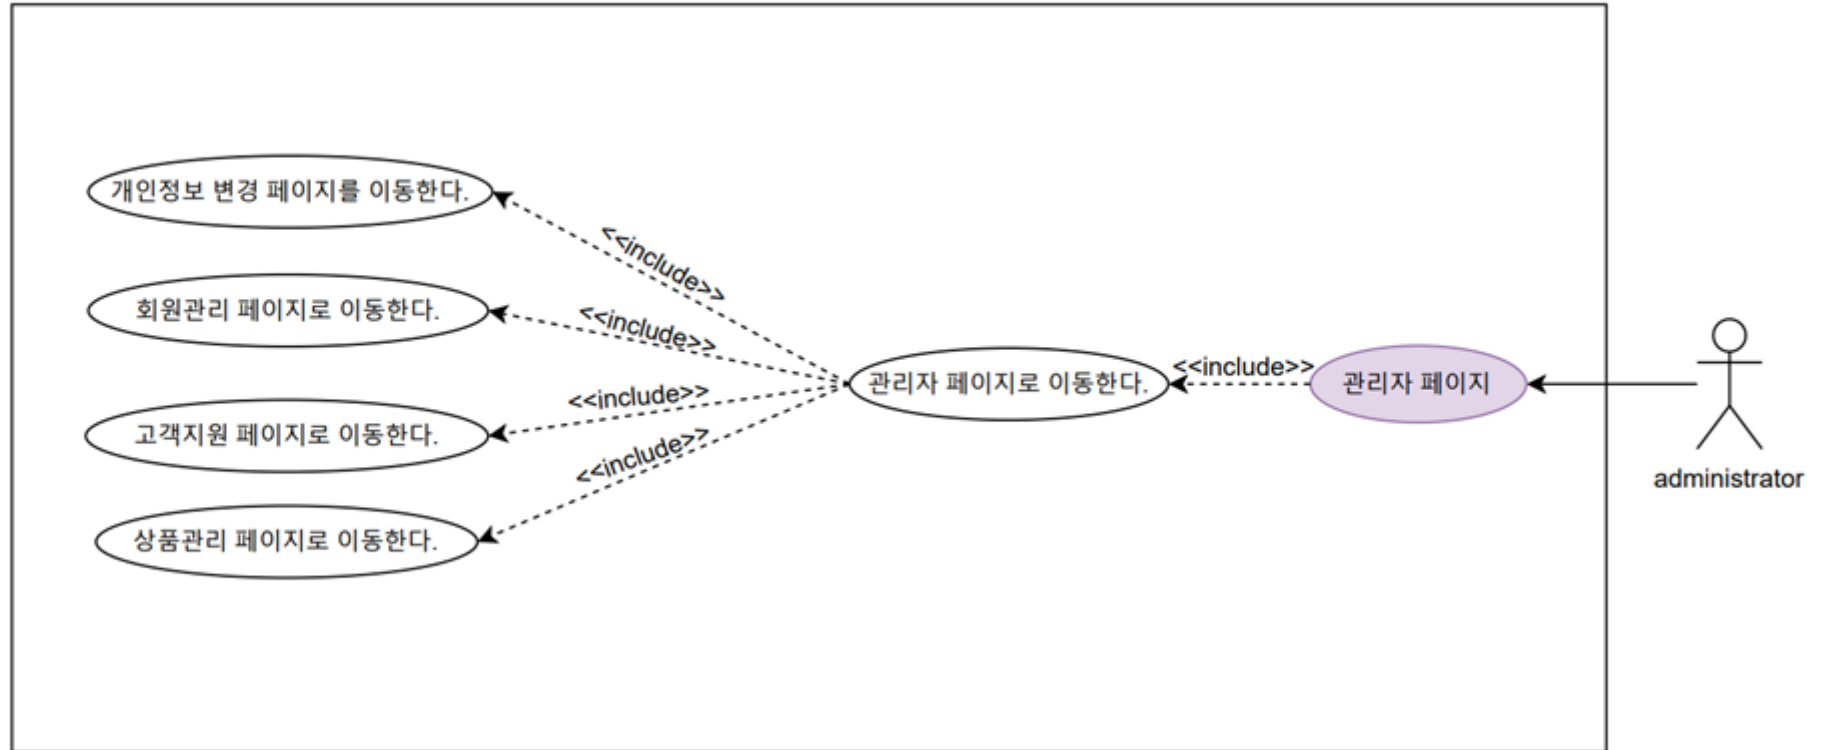 개인정보 변경 페이지를 이동한다.
<<include>>
회원관리 페이지로 이동한다.
<<include>>
<<include>>
관리자 페이지로 이동한다.
관리자 페이지
<<include>>
고객지원 페이지로 이동한다.
<<include>>
administrator
상품관리 페이지로 이동한다.